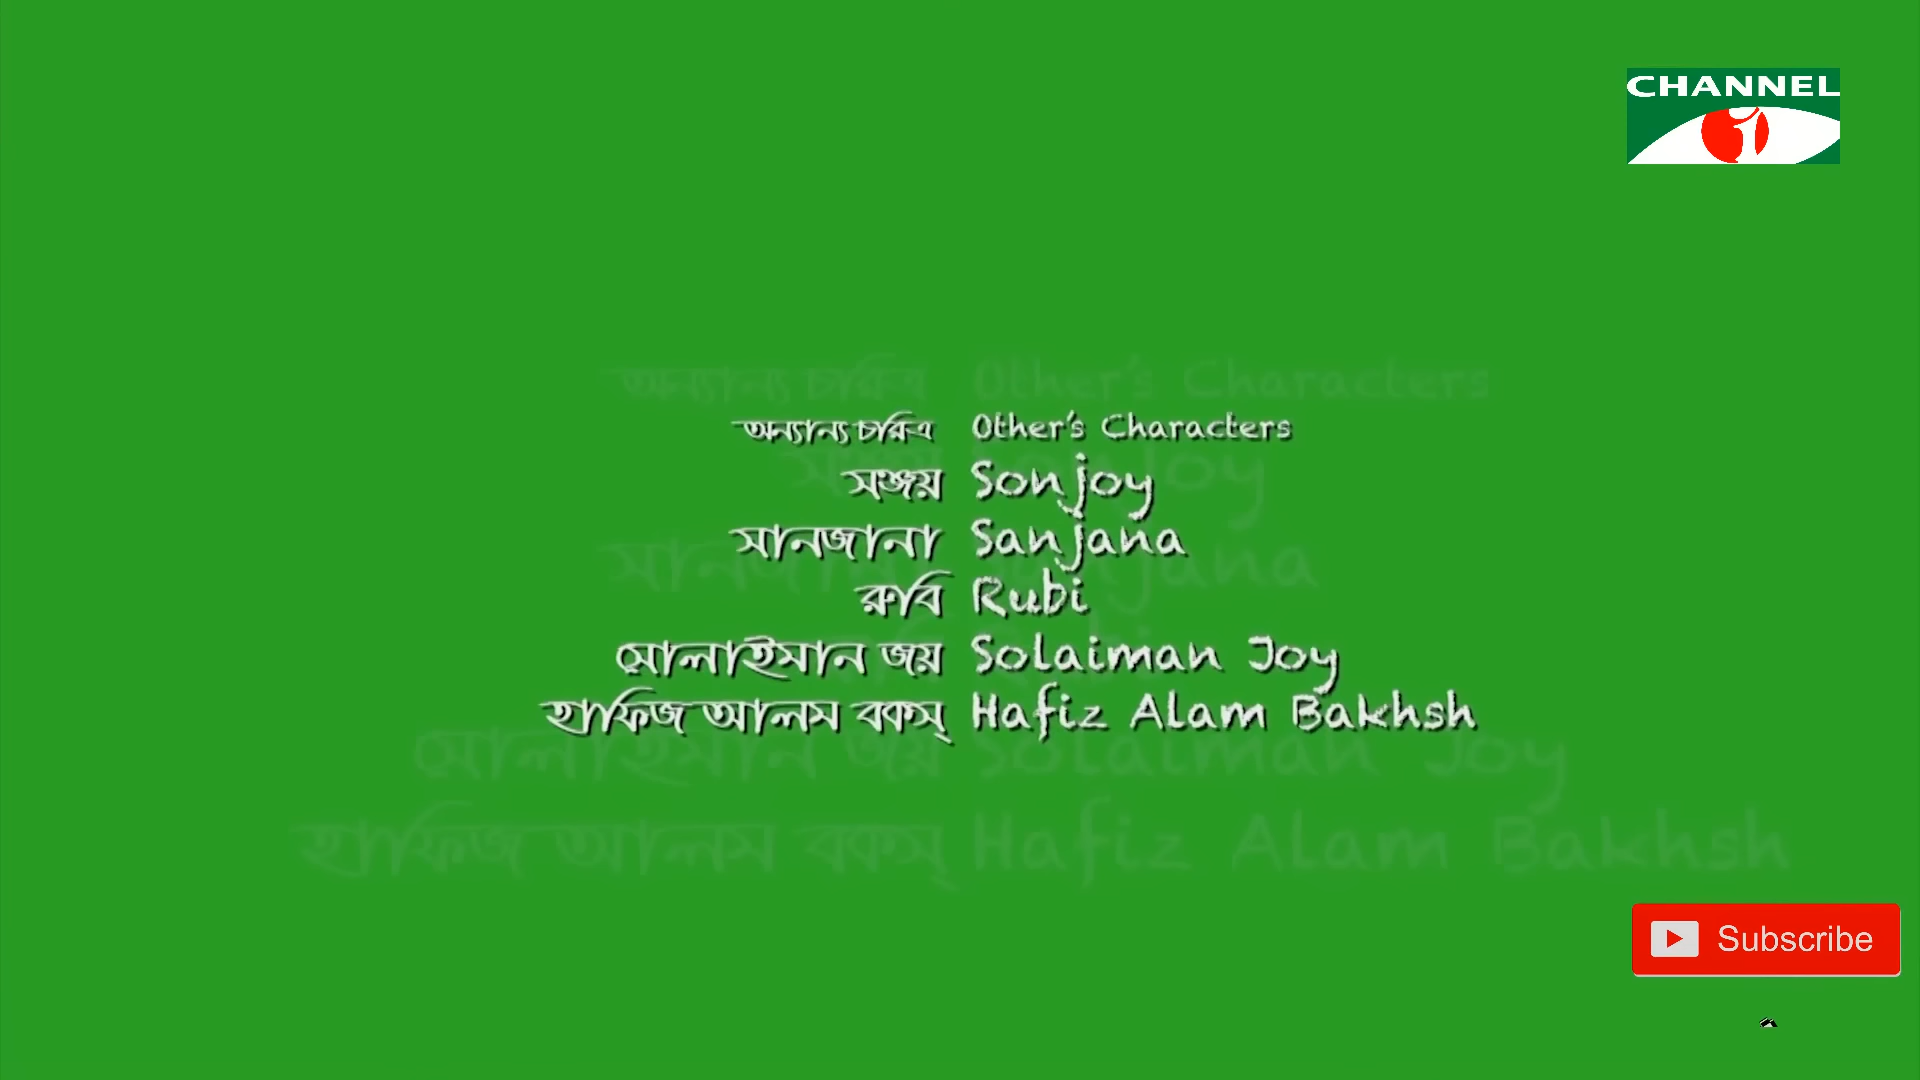 CHANNEL
অন্যান্য চরিত্র Other's Characters
সঞ্জয় Sonjoy
সানজানা Sanjana
রুবি Rubi
সোলাইমান জয় Solaiman Joy
হাফিজ আলম বকস্ Hafiz Alam Bakhsh
Subscribe